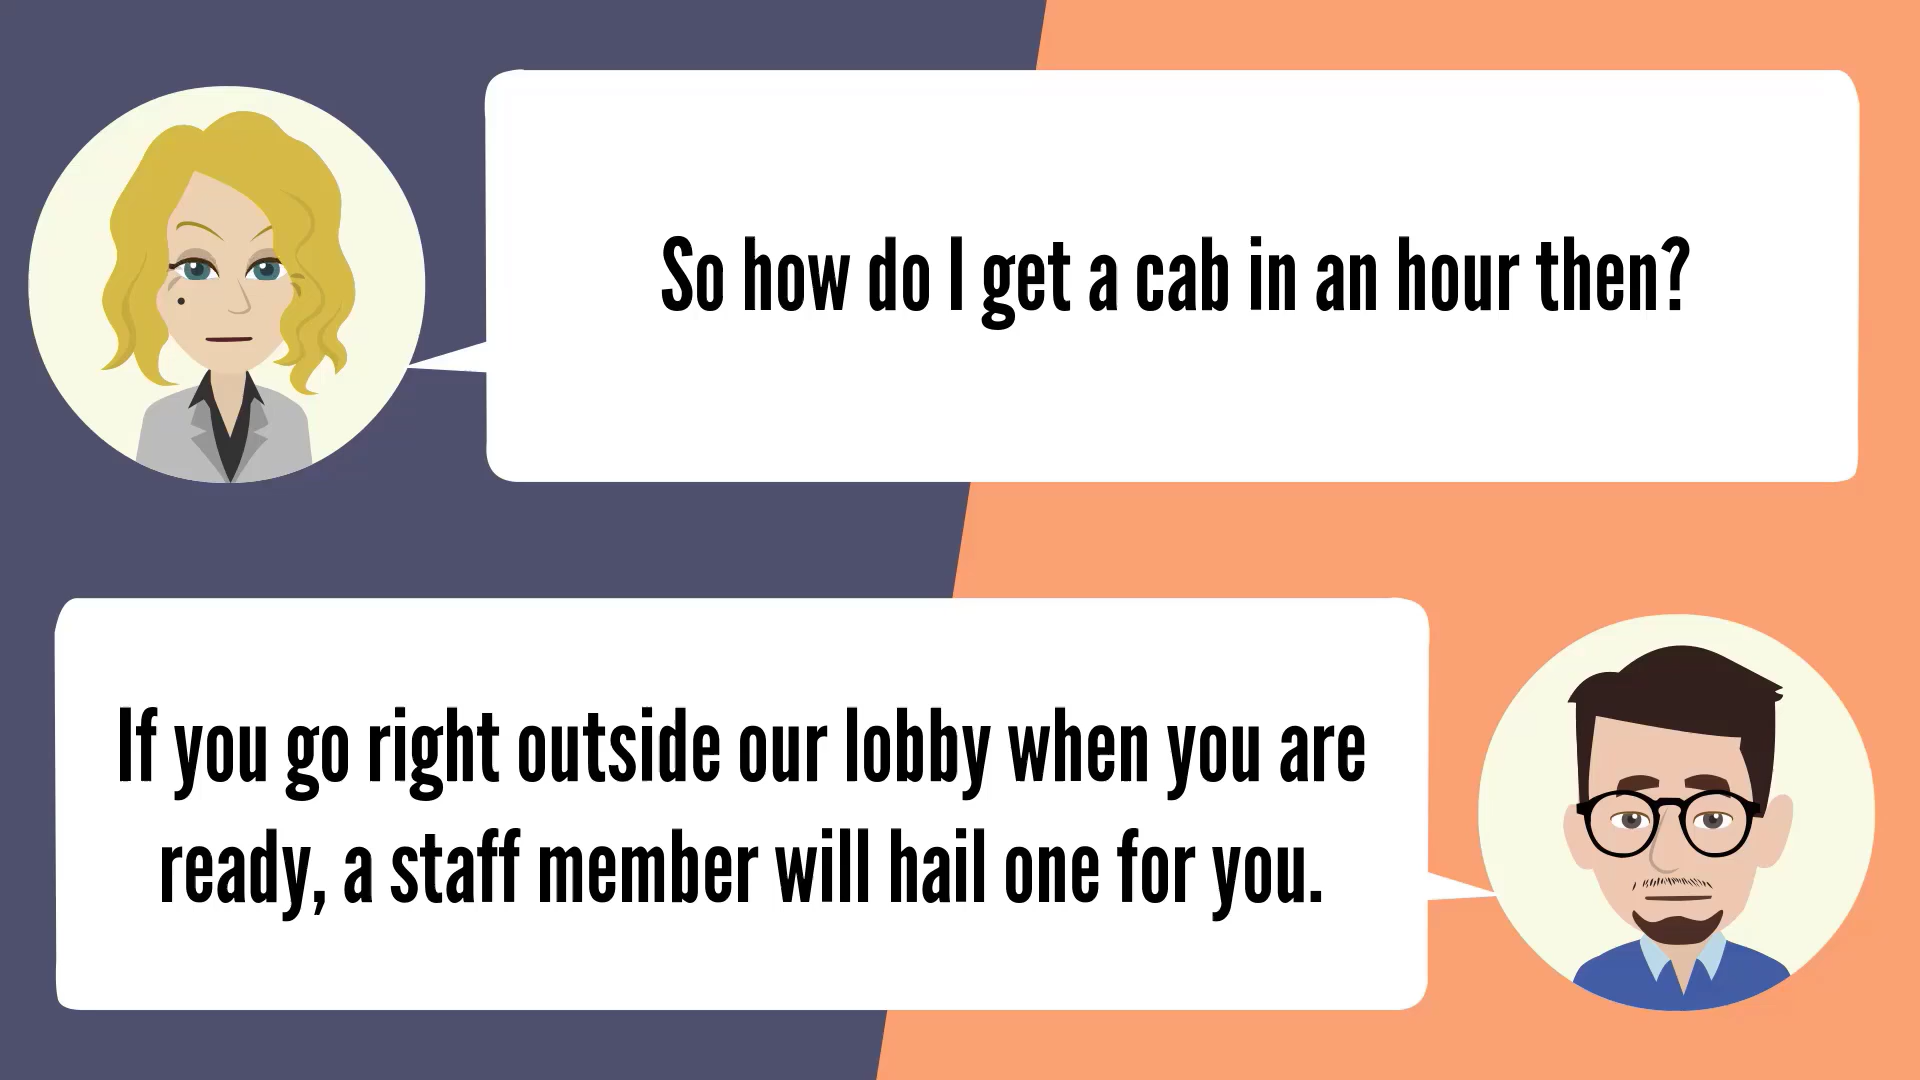 So how do I get a cab in an hour then?
If you go right outside our lobby when you are
ready, a staff member will hail one for you.